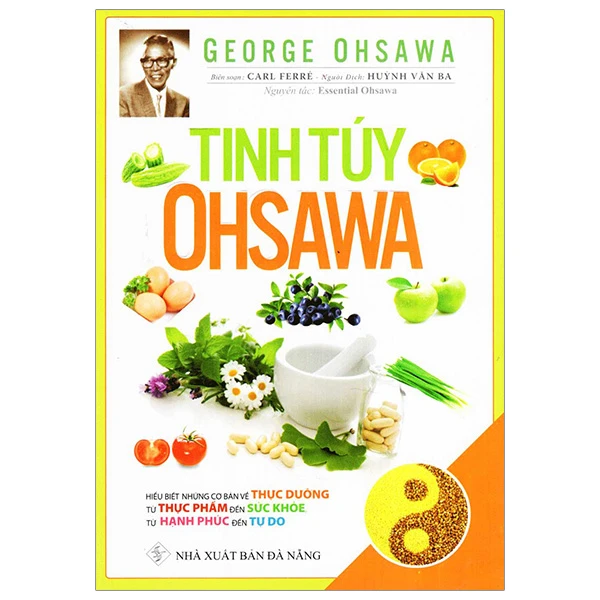 GEORGE OHSAWA
Biên soạn: CARL FERRÉ - Người Dịch: HUỲNH VĂN BA
Nguyên tác: Essential Ohsawa
TINH TÚY
OHSAWA
HIỂU BIẾT NHỮNG CƠ BẢN VỀ THỰC DƯỠNG
TỪ THỰC PHẨM ĐẾN SỨC KHỎE,
TỪ HẠNH PHÚC ĐẾN TỰ DO
NHÀ XUẤT BẢN ĐÀ NẴNG